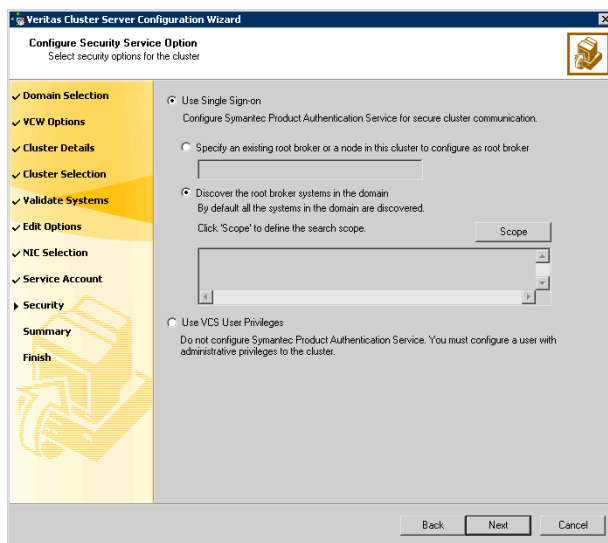 Veritas Cluster Server Configuration Wizard
Configure Security Service Option
Select security options for the cluster
Domain Selection
VCW Options
Cluster Details
Cluster Selection
Validate Systems
Edit Options
NIC Selection
Service Account
Security
Summary
Finish
Use Single Sign-on
Configure Symantec Product Authentication Service for secure cluster communication.
Specify an existing root broker or a node in this cluster to configure as root broker
Discover the root broker systems in the domain
By default all the systems in the domain are discovered.
Click 'Scope' to define the search scope.
Scope
Use VCS User Privileges
Do not configure Symantec Product Authentication Service. You must configure a user with
administrative privileges to the cluster.
Back
Next
Cancel